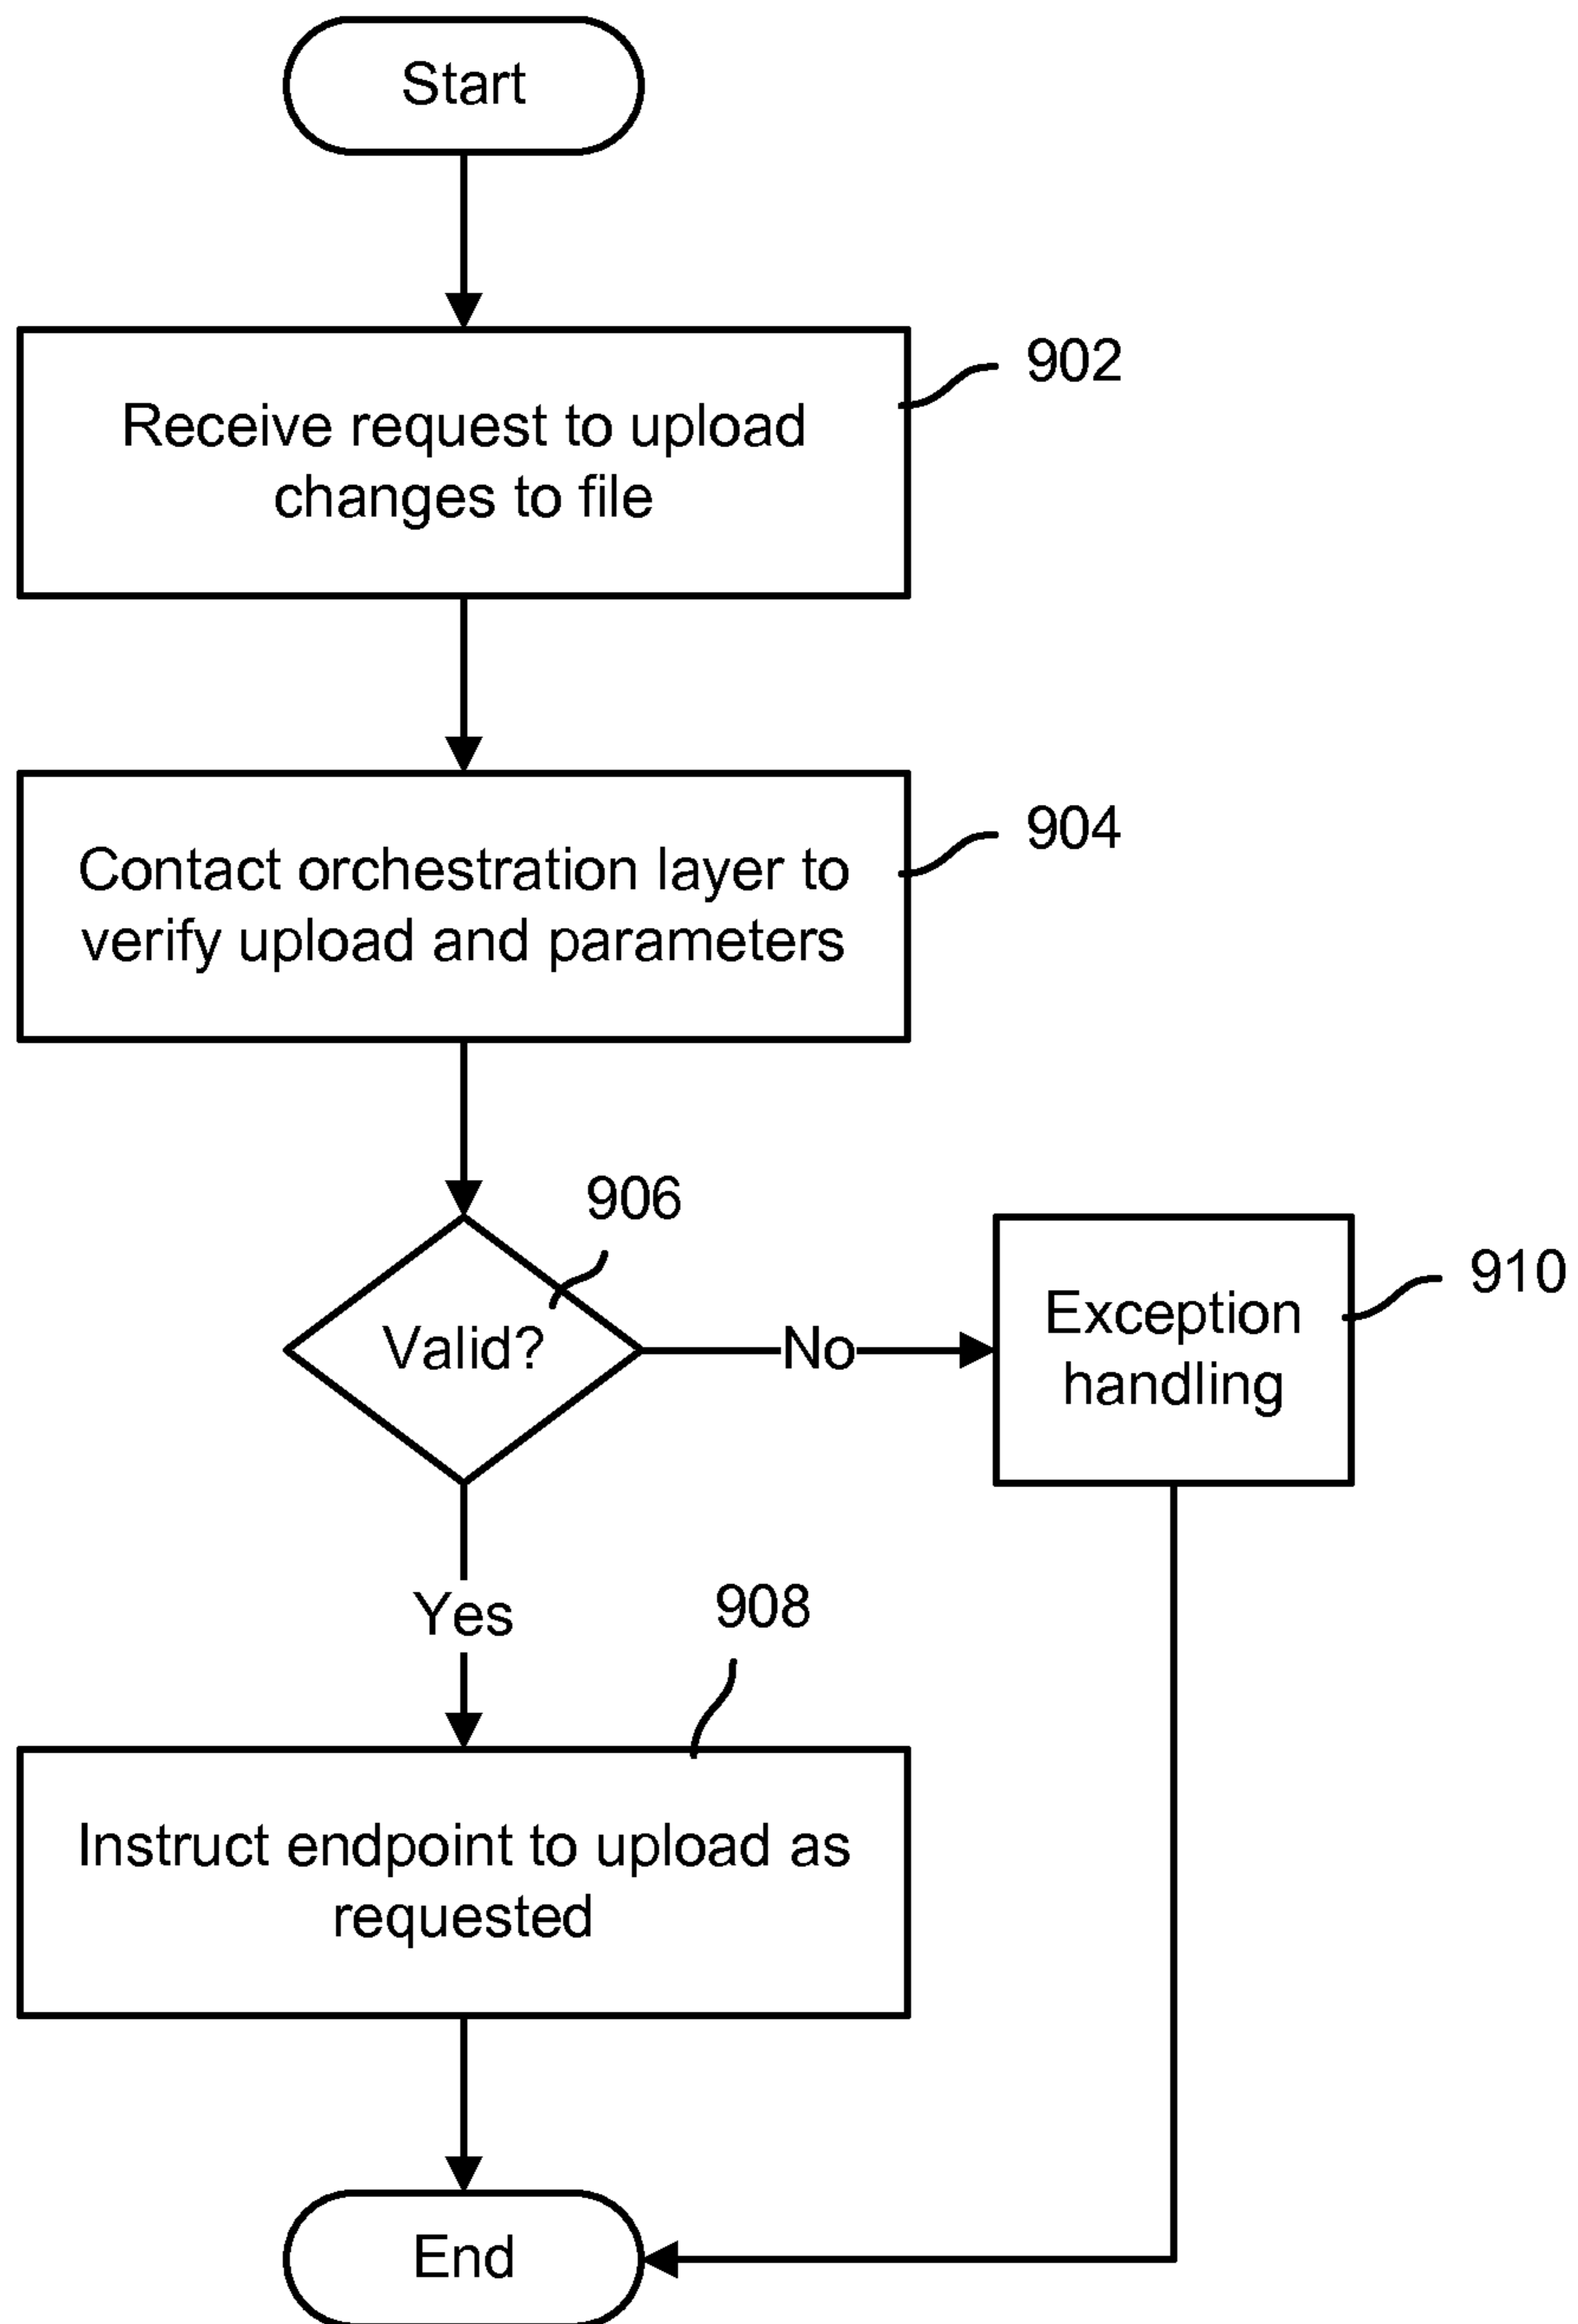 Start
902
Receive request to upload
changes to file
904
Contact orchestration layer to
verify upload and parameters
906
Valid?
No
910
Exception
handling
Yes
908
Instruct endpoint to upload as
requested
End